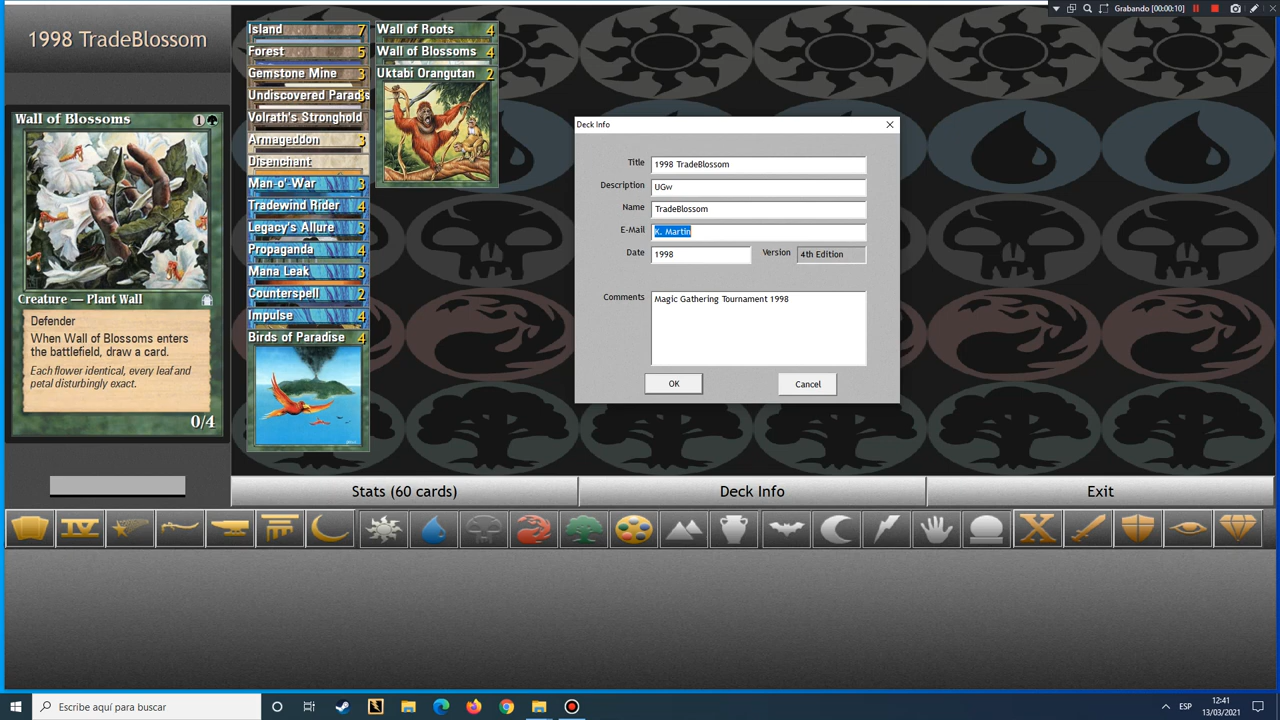 Grabando [00:00:10]
1998 TradeBlossom
Wall of Blossoms 1
Creature — Plant Wall
Defender
When Wall of Blossoms enters
the battlefield, draw a card.
Each flower identical, every leaf and
petal disturbingly exact.
0/4
Island 7
Forest 5
Gemstone Mine 3
Undiscovered Paradis
Volrath's Stronghold
Armageddon 3
Disenchant
Man-o'-War 3
Tradewind Rider 4
Legacy's Allure 3
Propaganda 4
Mana Leak 3
Counterspell 2
Impulse 4
Birds of Paradise 4
Wall of Roots 4
Wall of Blossoms 4
Uktabi Orangutan 2
Deck Info
Title 1998 TradeBlossom
Description UGw
Name TradeBlossom
E-Mail K. Martin
Date 1998 Version 4th Edition
Comments Magic Gathering Tournament 1998
OK Cancel
Stats (60 cards) Deck Info Exit
Escribe aquí para buscar
ESP
12:41
13/03/2021